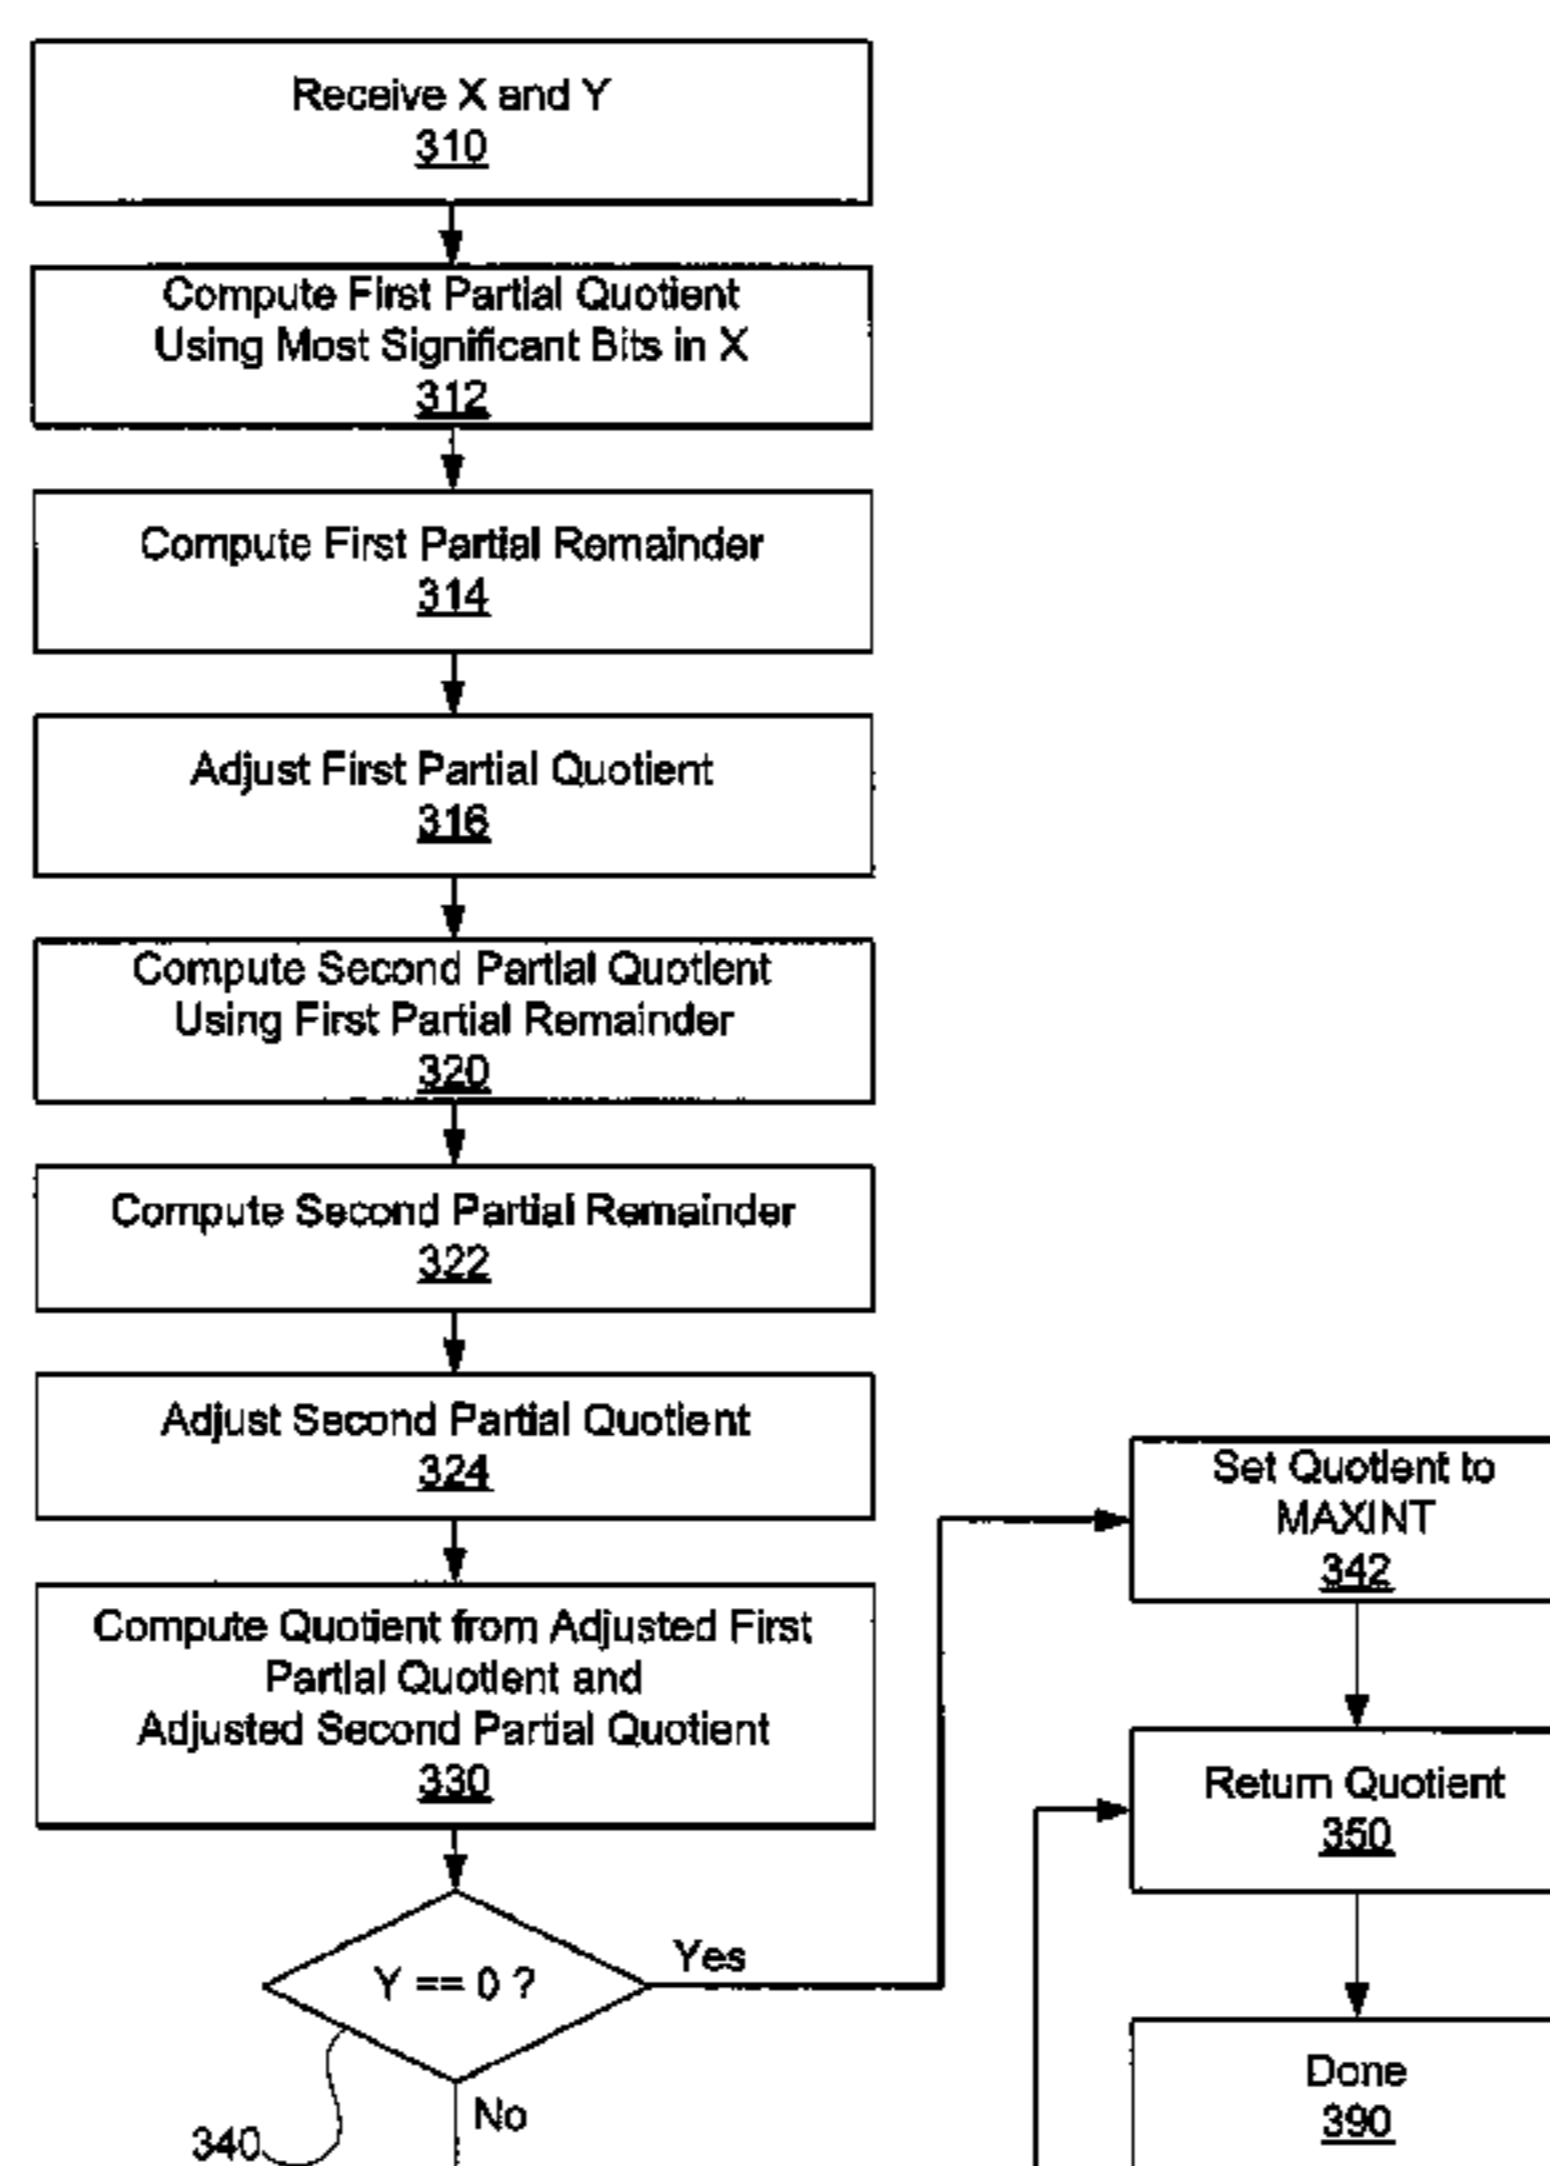 Receive X and Y
310
Compute First Partial Quotient
Using Most Significant Bits in X
312
Compute First Partial Remainder
314
Adjust First Partial Quotient
316
Compute Second Partial Quotient
Using First Partial Remainder
320
Compute Second Partial Remainder
322
Adjust Second Partial Quotient
324
Compute Quotient from Adjusted First
Partial Quotient and
Adjusted Second Partial Quotient
330
Y == 0 ?
Yes
No
340
Set Quotient to
MAXINT
342
Return Quotient
350
Done
390